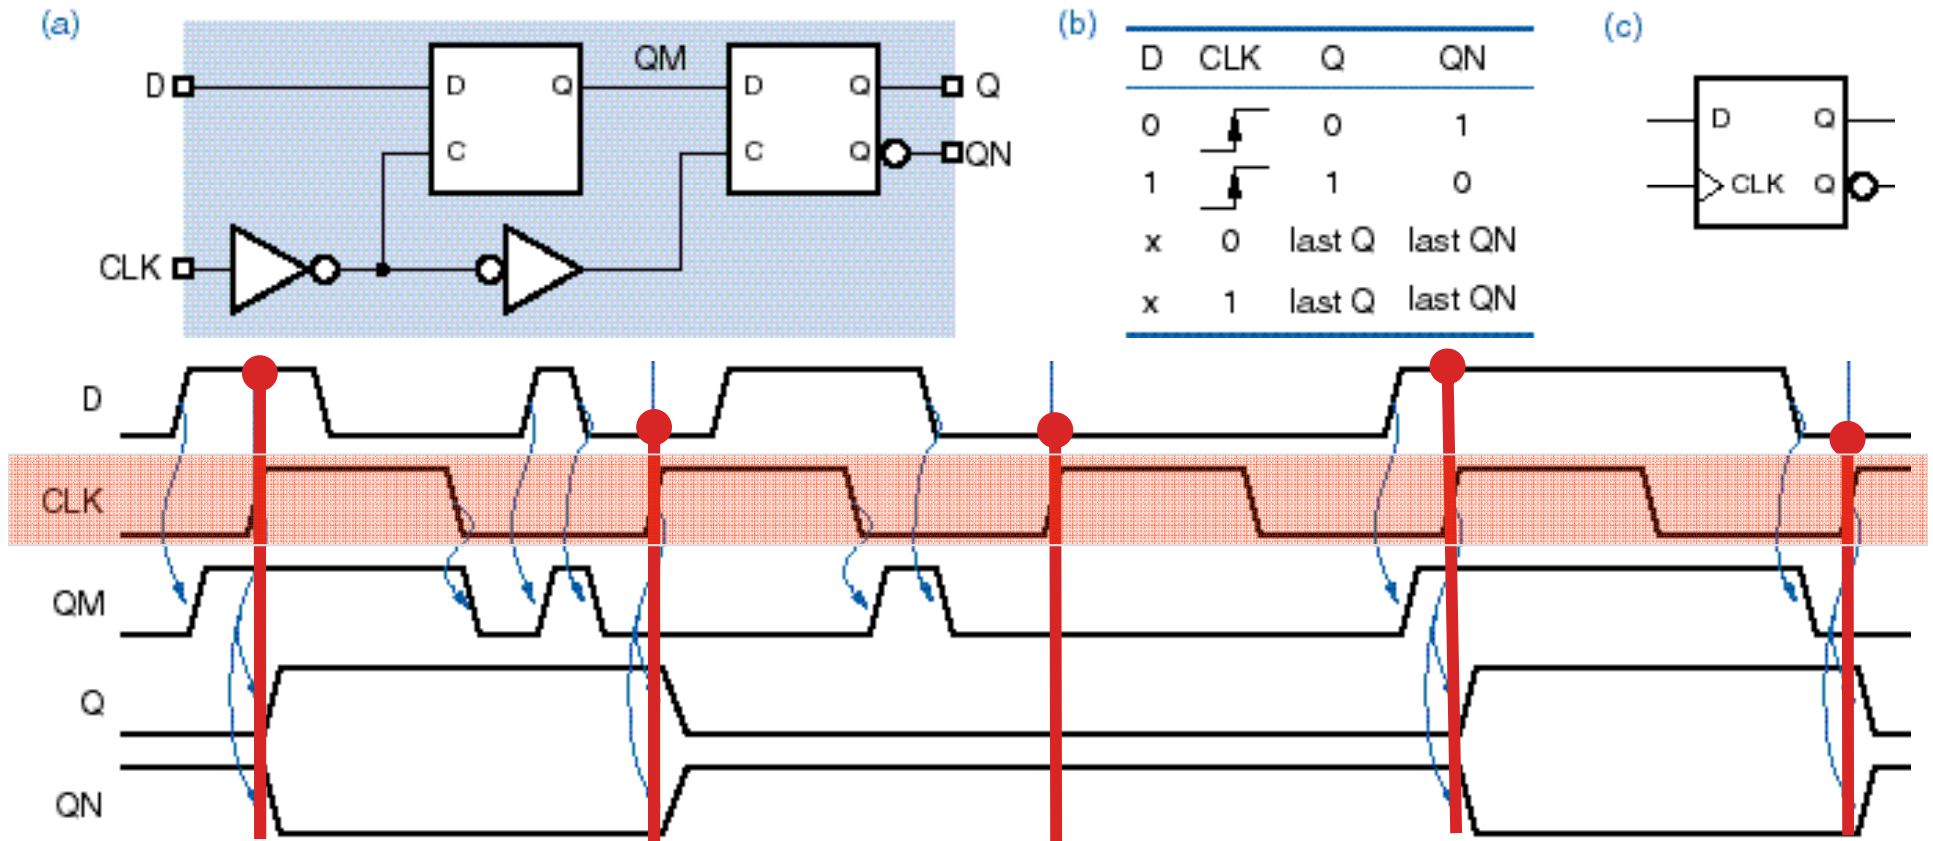 (a)
D
D
Q
QM
D
Q
Q
C
C
Q
QN
CLK
(b)
D CLK Q QN
0 0 1
1 1 0
x 0 last Q last QN
x 1 last Q last QN
(c)
D Q
CLK Q
D
CLK
QM
Q
QN